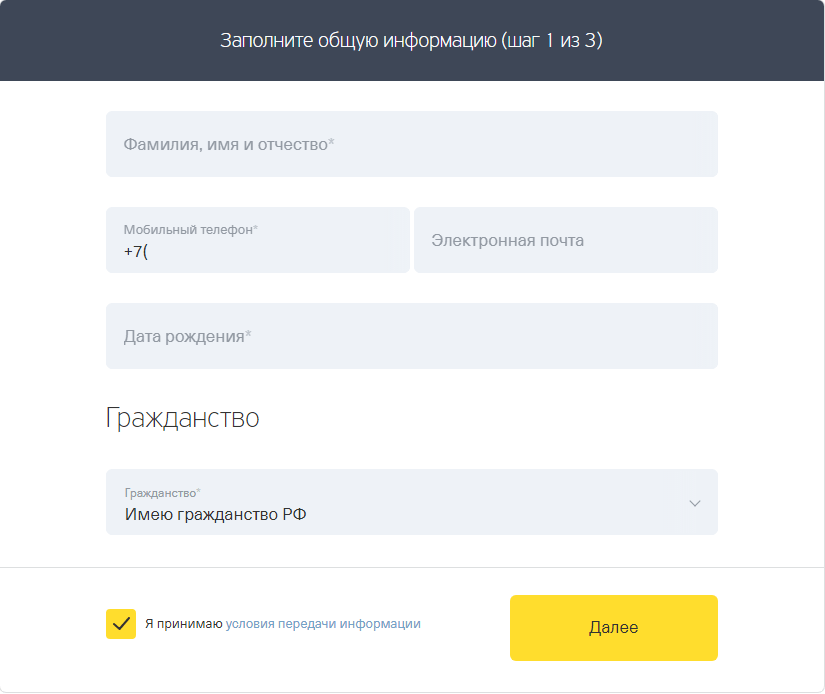 Заполните общую информацию (шаг 1 из 3)
Фамилия, имя и отчество*
Мобильный телефон*
+7(
Электронная почта
Дата рождения*
Гражданство
Гражданство*
Имею гражданство РФ
Я принимаю условия передачи информации
Далее